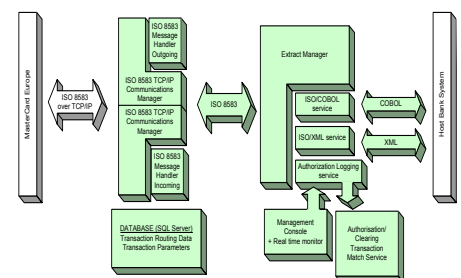 MasterCard Europe
ISO 8583
over TCP/IP
ISO 8583
Message
Handler
Outgoing
ISO 8583 TCP/IP
Communications
Manager
ISO 8583 TCP/IP
Communications
Manager
ISO 8583
Message
Handler
Incoming
ISO 8583
Extract Manager
ISO/COBOL
service
ISO/XML service
Authorization Logging
service
COBOL
XML
Host Bank System
DATABASE (SQL Server)
Transaction Routing Data
Transaction Parameters
Management
Console
+ Real time monitor
Authorisation/
Clearing
Transaction
Match Service